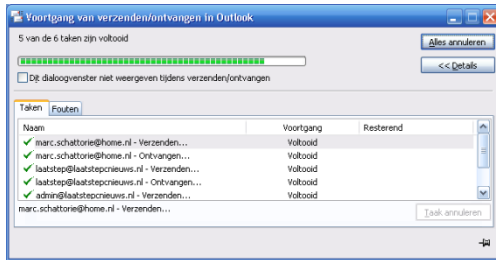 Voortgang van verzenden/ontvangen in Outlook
5 van de 6 taken zijn voltooid
Alles annuleren
<< Details
Dit dialoogvenster niet weergeven tijdens verzenden/ontvangen
Taken Fouten
Naam Voortgang Resterend
marc.schattorie@home.nl - Verzenden... Voltooid
marc.schattorie@home.nl - Ontvangen... Voltooid
laatstep@laatstepcnieuws.nl - Verzenden... Voltooid
laatstep@laatstepcnieuws.nl - Ontvangen... Voltooid
admin@laatstepcnieuws.nl - Verzenden... Voltooid
marc.schattorie@home.nl - Verzenden...
Taak annuleren